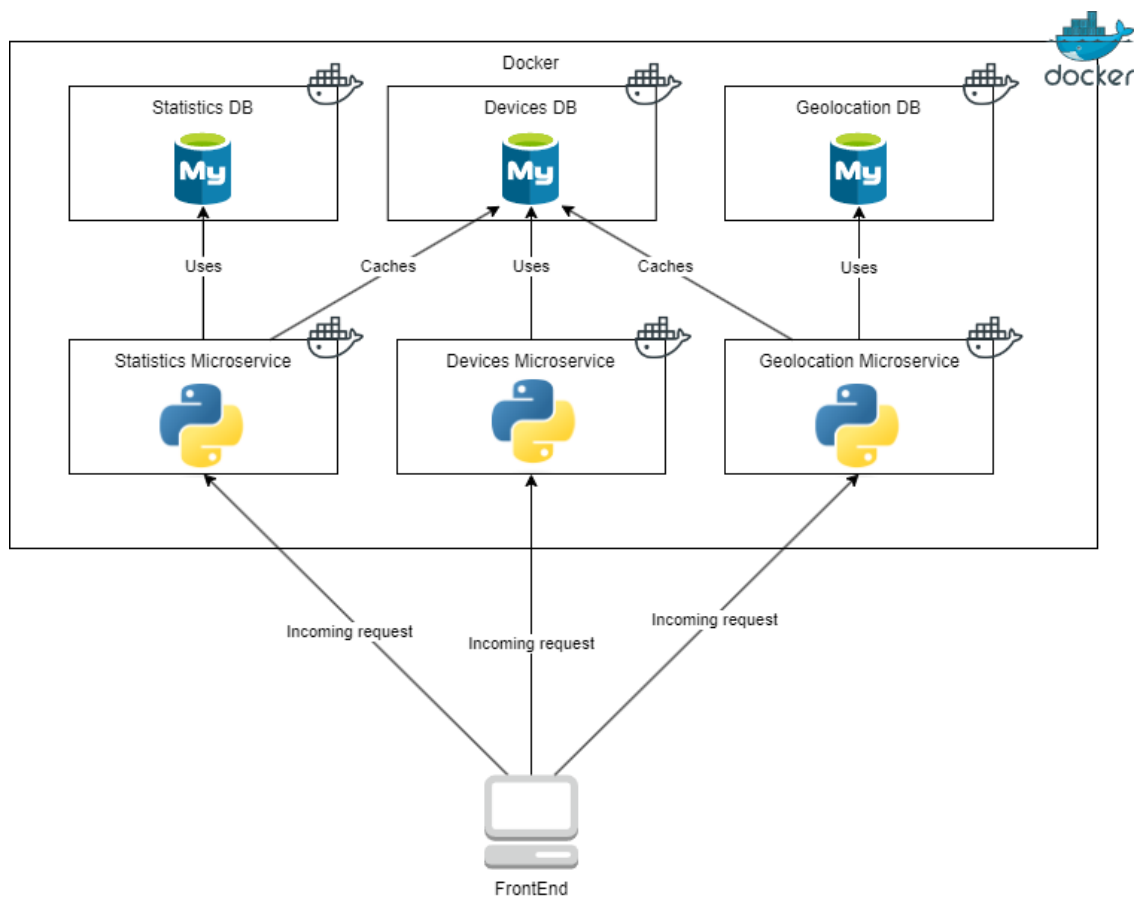 docker
Docker
Statistics DB
Devices DB
Geolocation DB
My
My
My
Uses
Caches
Uses
Caches
Uses
Statistics Microservice
Devices Microservice
Geolocation Microservice
Incoming request
Incoming request
Incoming request
FrontEnd